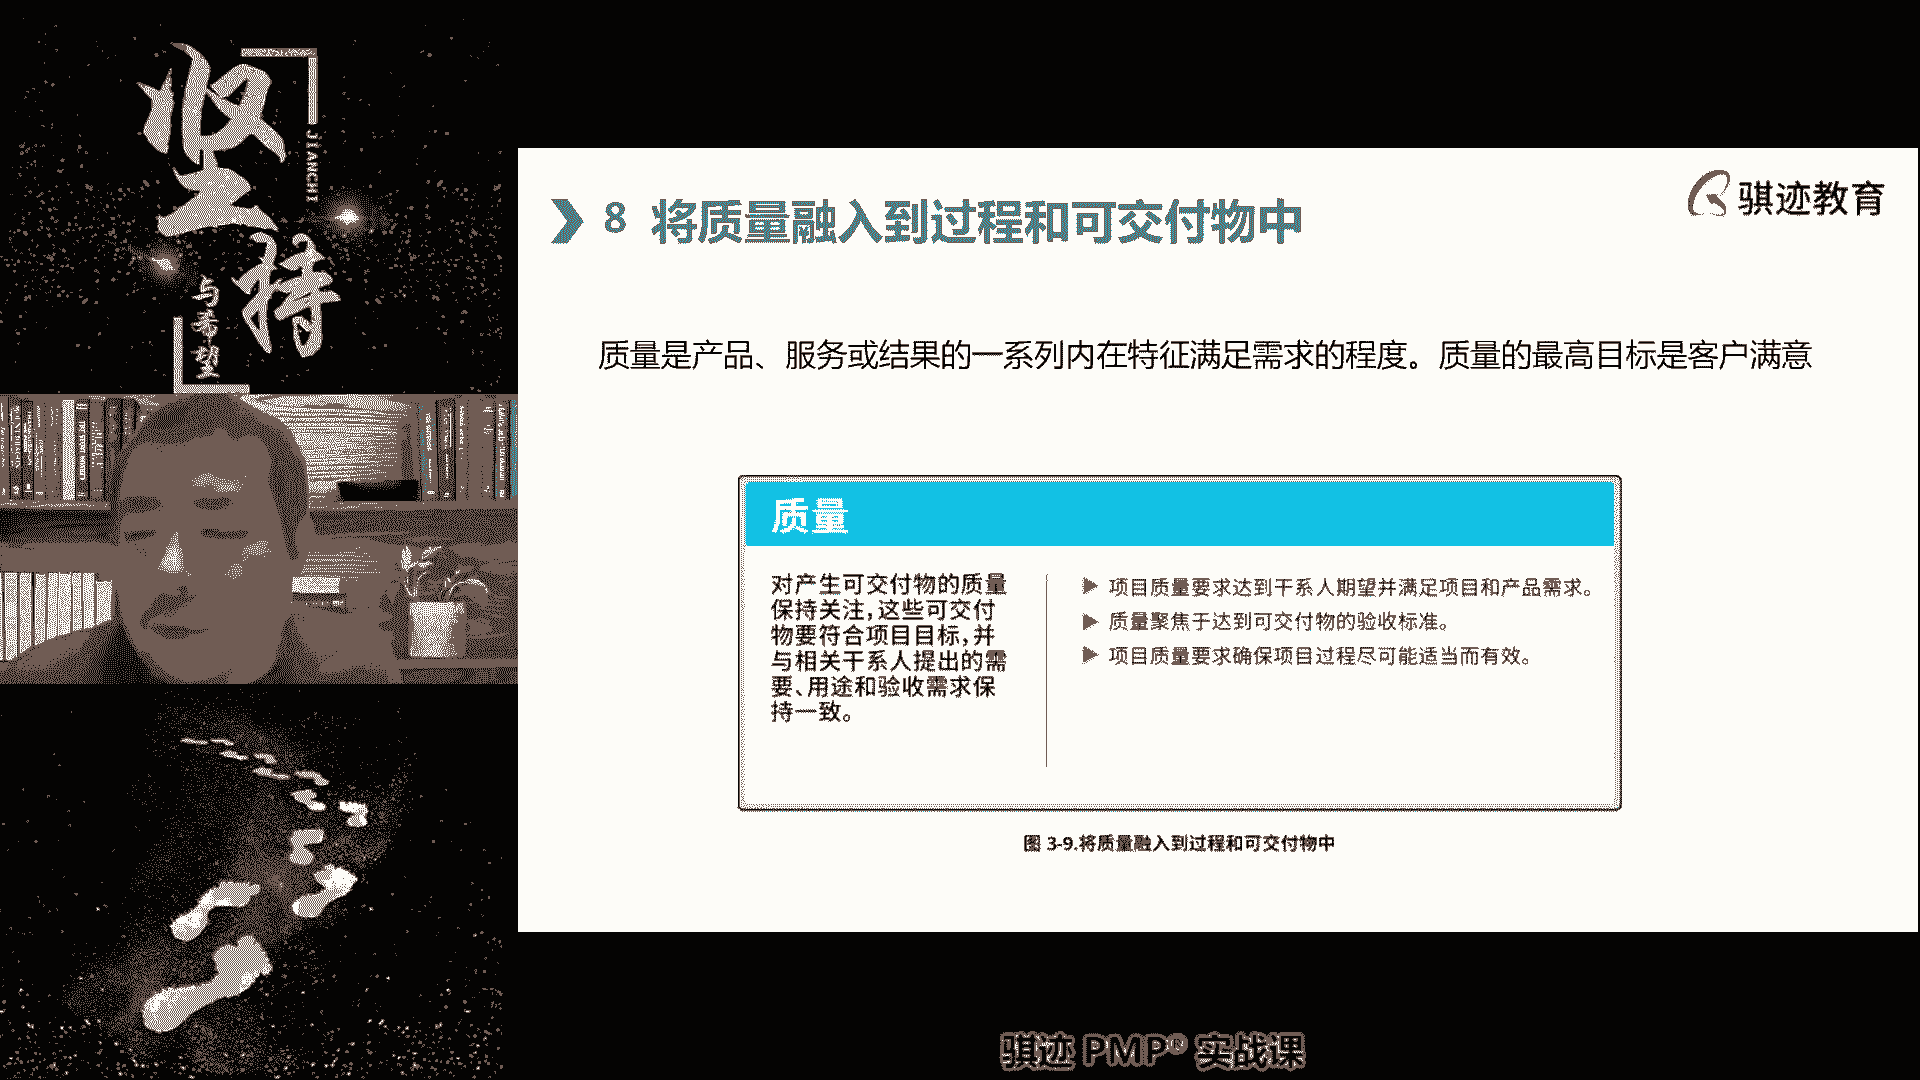 坚持
JIANCHI
与希望
骐迹教育
8 将质量融入到过程和可交付物中
质量是产品、服务或结果的一系列内在特征满足需求的程度。质量的最高目标是客户满意
质量
对产生可交付物的质量
保持关注,这些可交付
物要符合项目目标,并
与相关干系人提出的需
要、用途和验收需求保
持一致。
▶ 项目质量要求达到干系人期望并满足项目和产品需求。
▶ 质量聚焦于达到可交付物的验收标准。
▶ 项目质量要求确保项目过程尽可能适当而有效。
图 3-9.将质量融入到过程和可交付物中
骐迹 PMP® 实战课